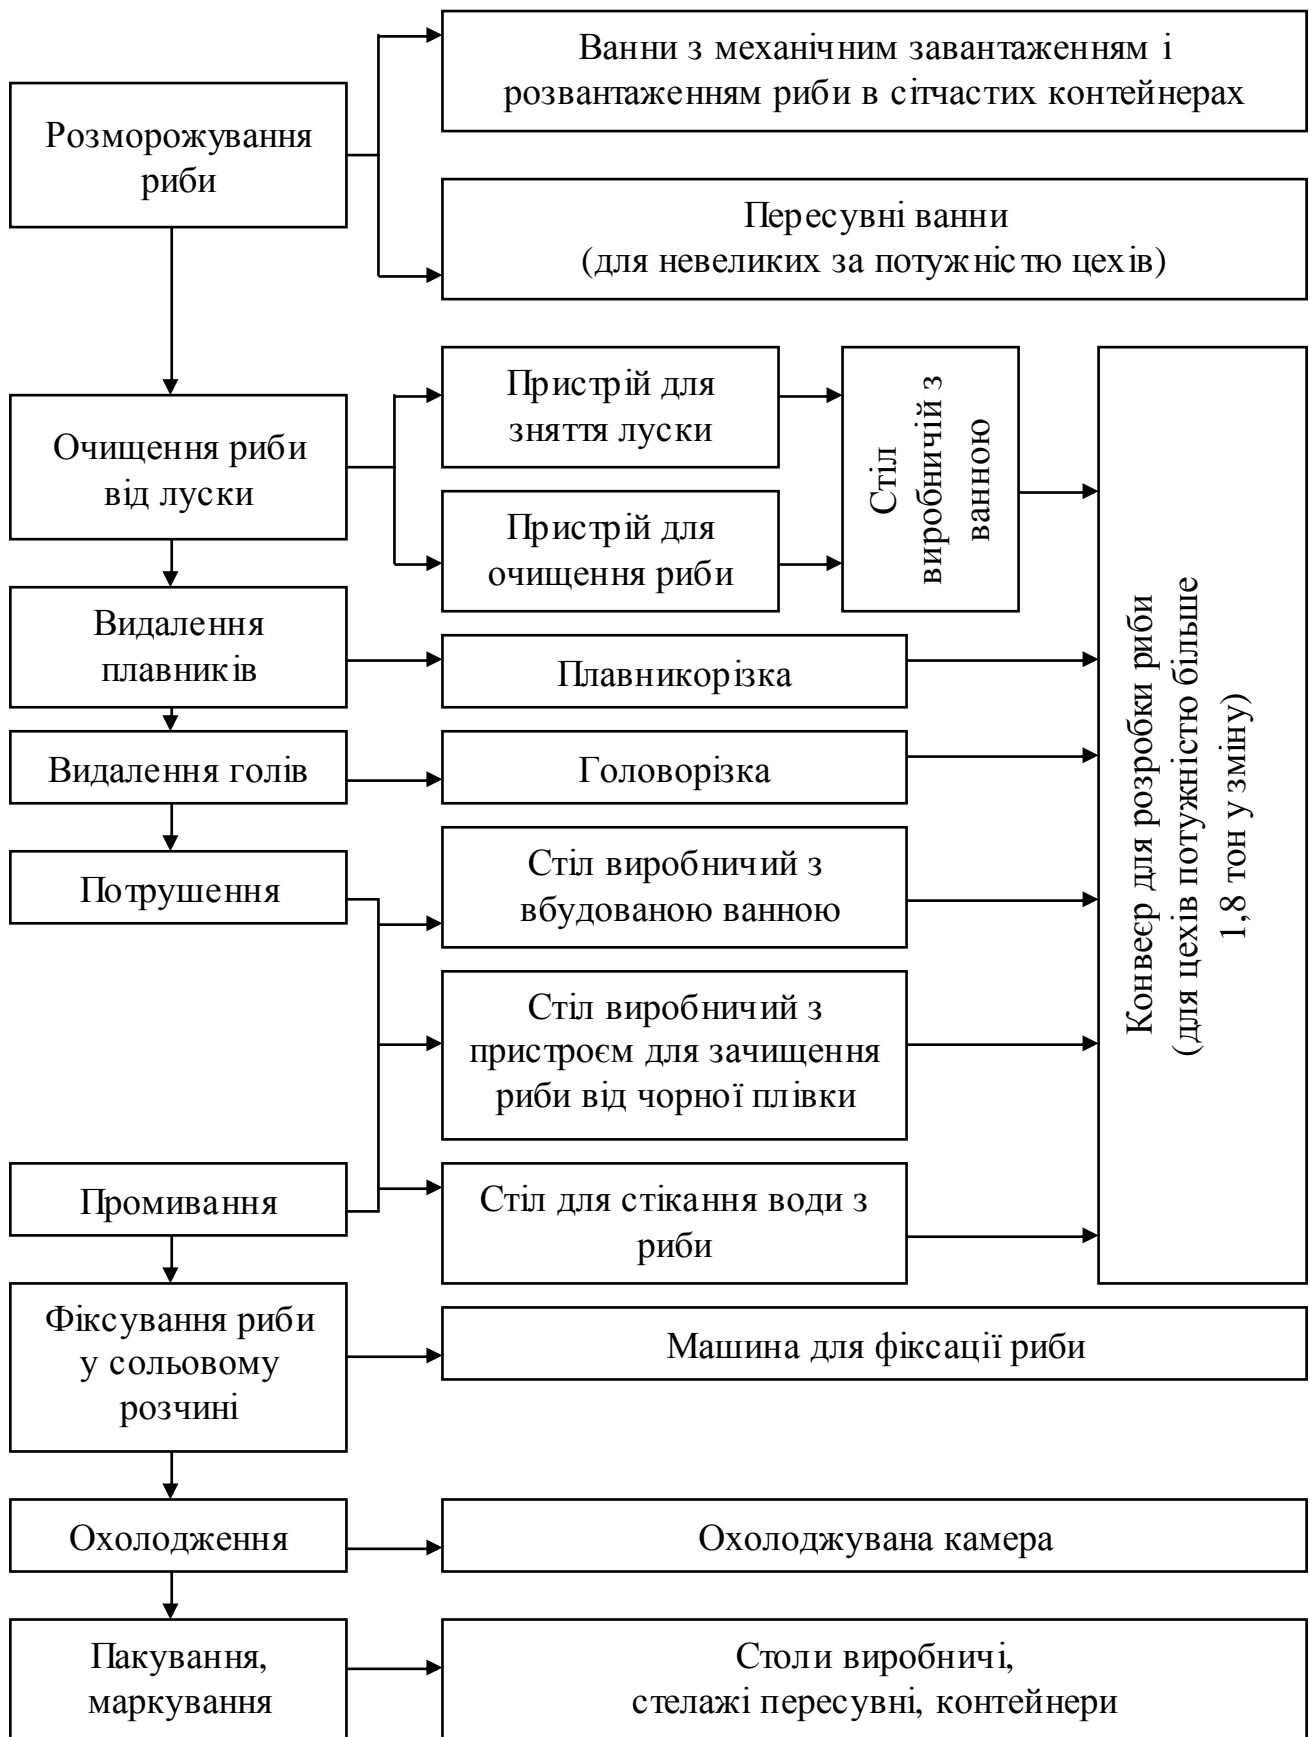 Ванни з механічним завантаженням і
розвантаженням риби в сітчастих контейнерах
Розморожування
риби
Пересувні ванни
(для невеликих за потужністю цехів)
Очищення риби
від луски
Пристрій для
зняття луски
Пристрій для
очищення риби
Стіл
виробничій з
ванною
Конвеєр для розробки риби
(для цехів потужністю більше
1,8 тон у зміну)
Видалення
плавників
Плавникорізка
Видалення голів
Головорізка
Потрушення
Стіл виробничий з
вбудованою ванною
Стіл виробничий з
пристроєм для зачищення
риби від чорної плівки
Промивання
Стіл для стікання води з
риби
Фіксування риби
у сольовому
розчині
Машина для фіксації риби
Охолодження
Охолоджувана камера
Пакування,
маркування
Столи виробничі,
стелажі пересувні, контейнери